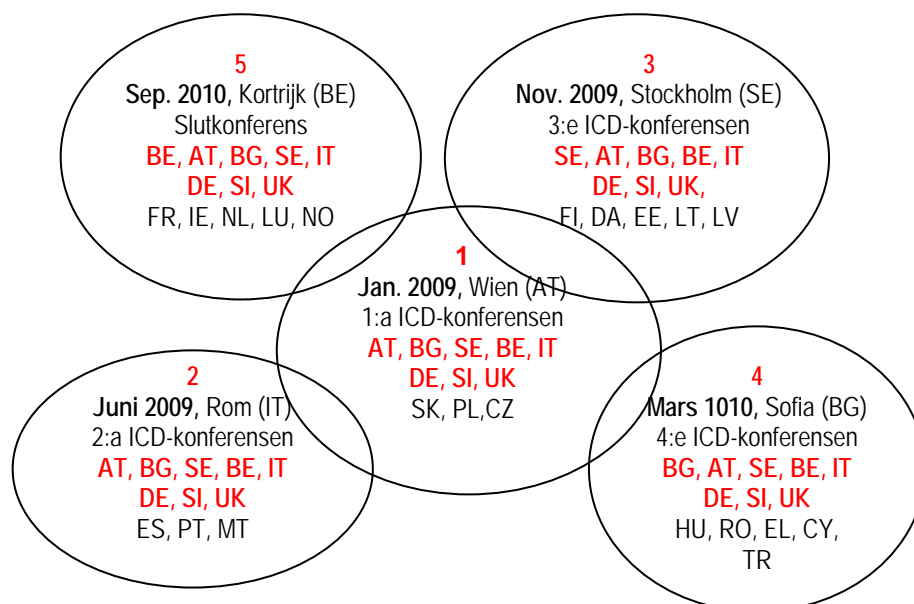 5
Sep. 2010, Kortrijk (BE)
Slutkonferens
BE, AT, BG, SE, IT
DE, SI, UK
FR, IE, NL, LU, NO
3
Nov. 2009, Stockholm (SE)
3:e ICD-konferensen
SE, AT, BG, BE, IT
DE, SI, UK,
FI, DA, EE, LT, LV
1
Jan. 2009, Wien (AT)
1:a ICD-konferensen
AT, BG, SE, BE, IT
DE, SI, UK
SK, PL,CZ
2
Juni 2009, Rom (IT)
2:a ICD-konferensen
AT, BG, SE, BE, IT
DE, SI, UK
ES, PT, MT
4
Mars 1010, Sofia (BG)
4:e ICD-konferensen
BG, AT, SE, BE, IT
DE, SI, UK
HU, RO, EL, CY,
TR